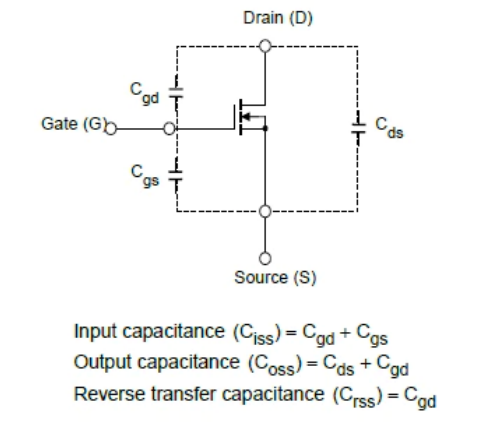 Drain (D)
Cgd
Gate (G)
Cds
Cgs
Source (S)
Input capacitance (Ciss) = Cgd + Cgs
Output capacitance (Coss) = Cds + Cgd
Reverse transfer capacitance (Crss) = Cgd